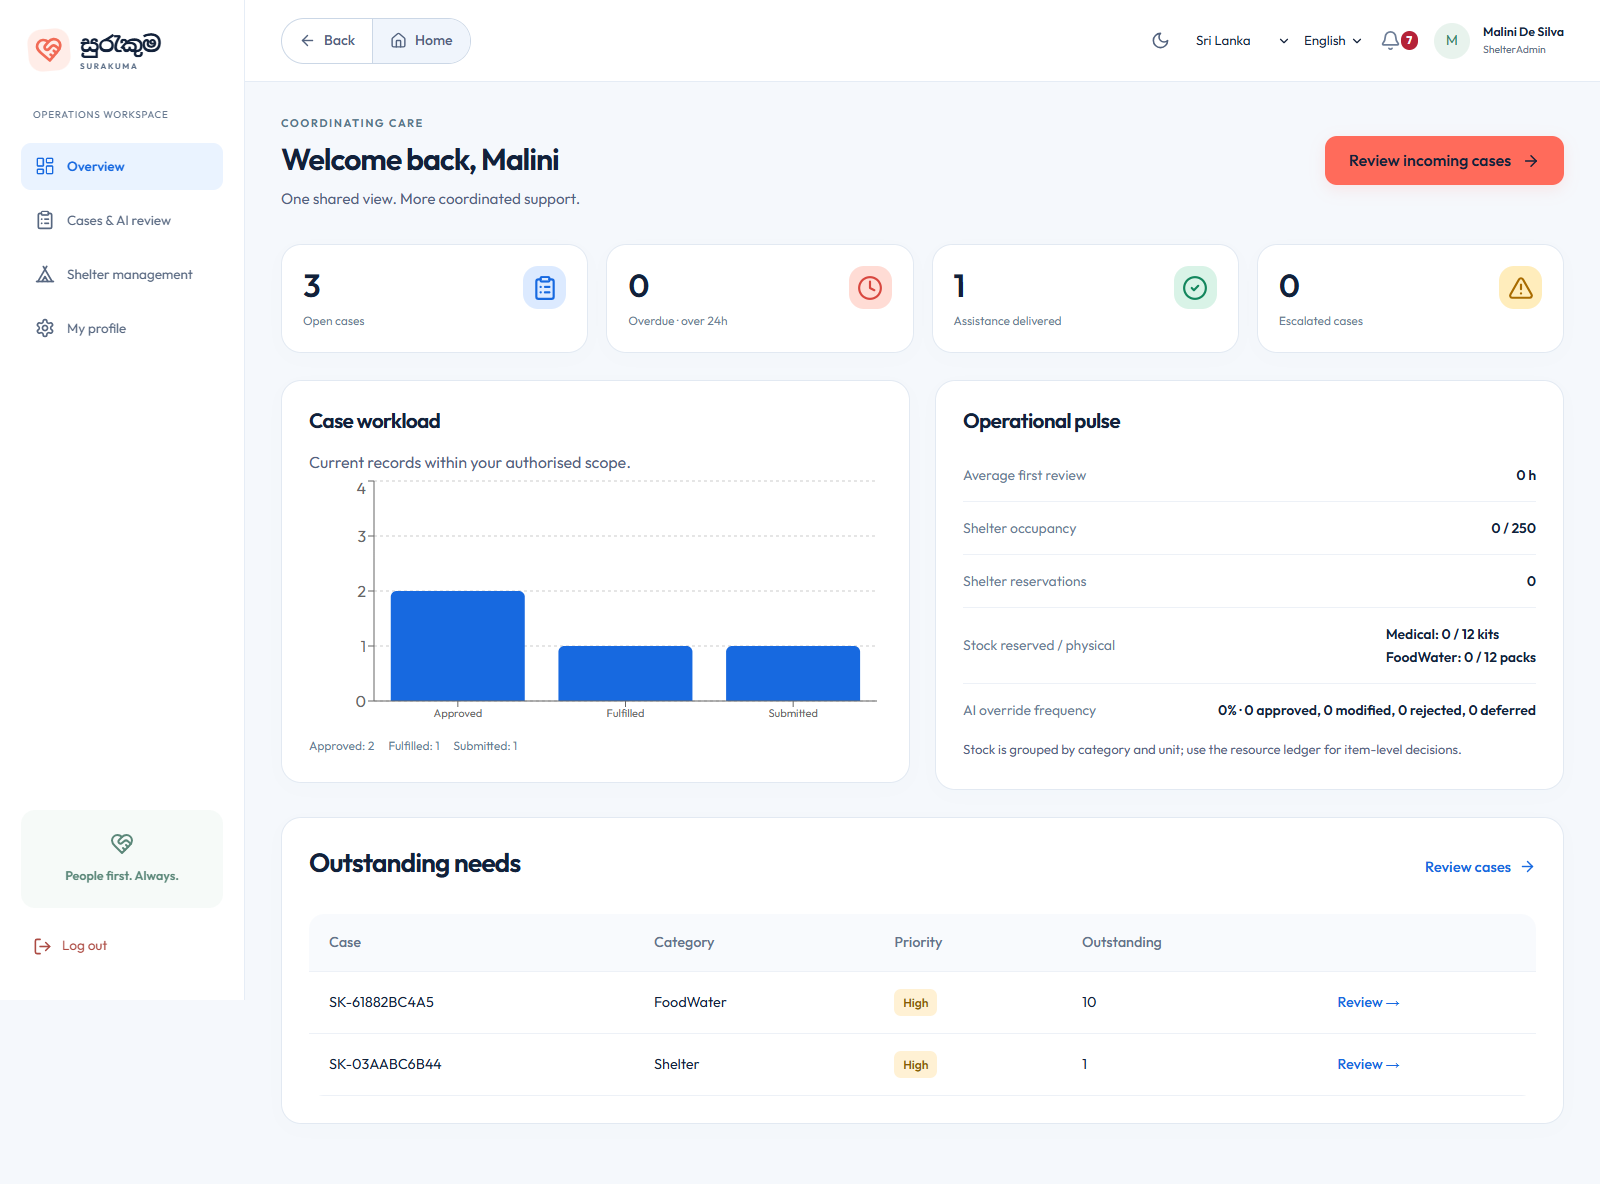 සුරැකුම
SURAKUMA
OPERATIONS WORKSPACE
Overview
Cases & AI review
Shelter management
My profile
People first. Always.
Log out
Back
Home
Sri Lanka
English
7
M
Malini De Silva
ShelterAdmin
COORDINATING CARE
Welcome back, Malini
One shared view. More coordinated support.
Review incoming cases
3
Open cases
0
Overdue · over 24h
1
Assistance delivered
0
Escalated cases
Case workload
Current records within your authorised scope.
4
3
2
1
0
Approved
Fulfilled
Submitted
Approved: 2 Fulfilled: 1 Submitted: 1
Operational pulse
Average first review 0 h
Shelter occupancy 0 / 250
Shelter reservations 0
Stock reserved / physical
Medical: 0 / 12 kits
FoodWater: 0 / 12 packs
AI override frequency 0% · 0 approved, 0 modified, 0 rejected, 0 deferred
Stock is grouped by category and unit; use the resource ledger for item-level decisions.
Outstanding needs
Review cases →
Case Category Priority Outstanding
SK-61882BC4A5 FoodWater High 10 Review →
SK-03AABC6B44 Shelter High 1 Review →